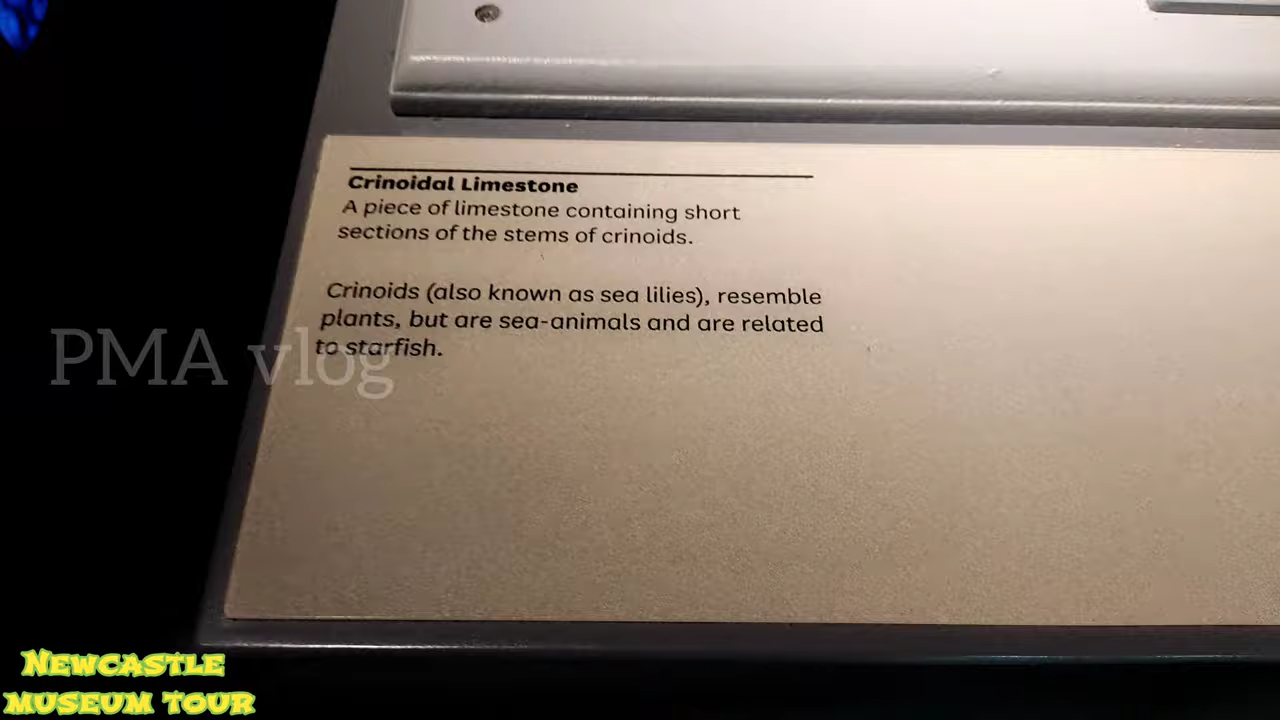 Crinoidal Limestone
A piece of limestone containing short
sections of the stems of crinoids.
Crinoids (also known as sea lilies), resemble
plants, but are sea-animals and are related
to starfish.
PMA vlog
NEWCASTLE
MUSEUM TOUR